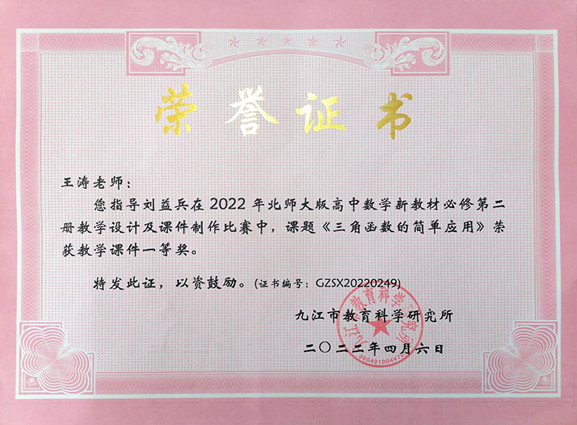 荣誉证书
王涛老师：
您指导刘益兵在2022年北师大版高中数学新教材必修第二
册教学设计及课件制作比赛中，课题《三角函数的简单应用》荣
获教学课件一等奖。
特发此证，以资鼓励。(证书编号：GZSX20220249)
九江市教育科学研究所
二〇二二年四月六日